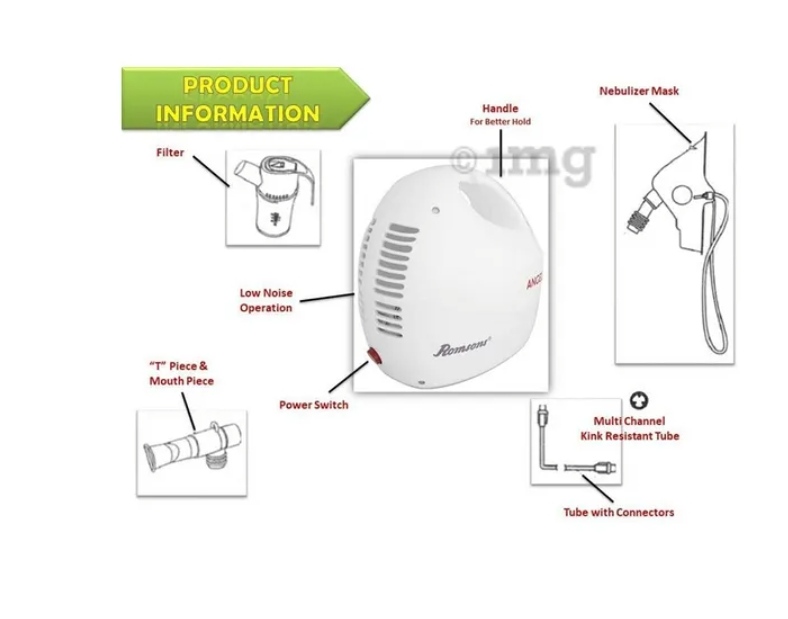 PRODUCT
INFORMATION
Nebulizer Mask
Handle
For Better Hold
Filter
1mg
ANGEL
Low Noise
Operation
Romsons
"T" Piece &
Mouth Piece
Power Switch
Multi Channel
Kink Resistant Tube
Tube with Connectors